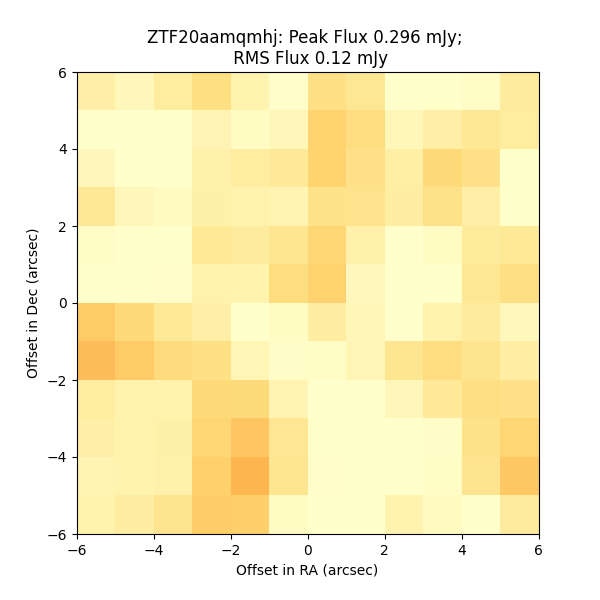 ZTF20aamqmhj: Peak Flux 0.296 mJy;
RMS Flux 0.12 mJy
6
4
2
0
−2
−4
−6
Offset in Dec (arcsec)
−6 −4 −2 0 2 4 6
Offset in RA (arcsec)